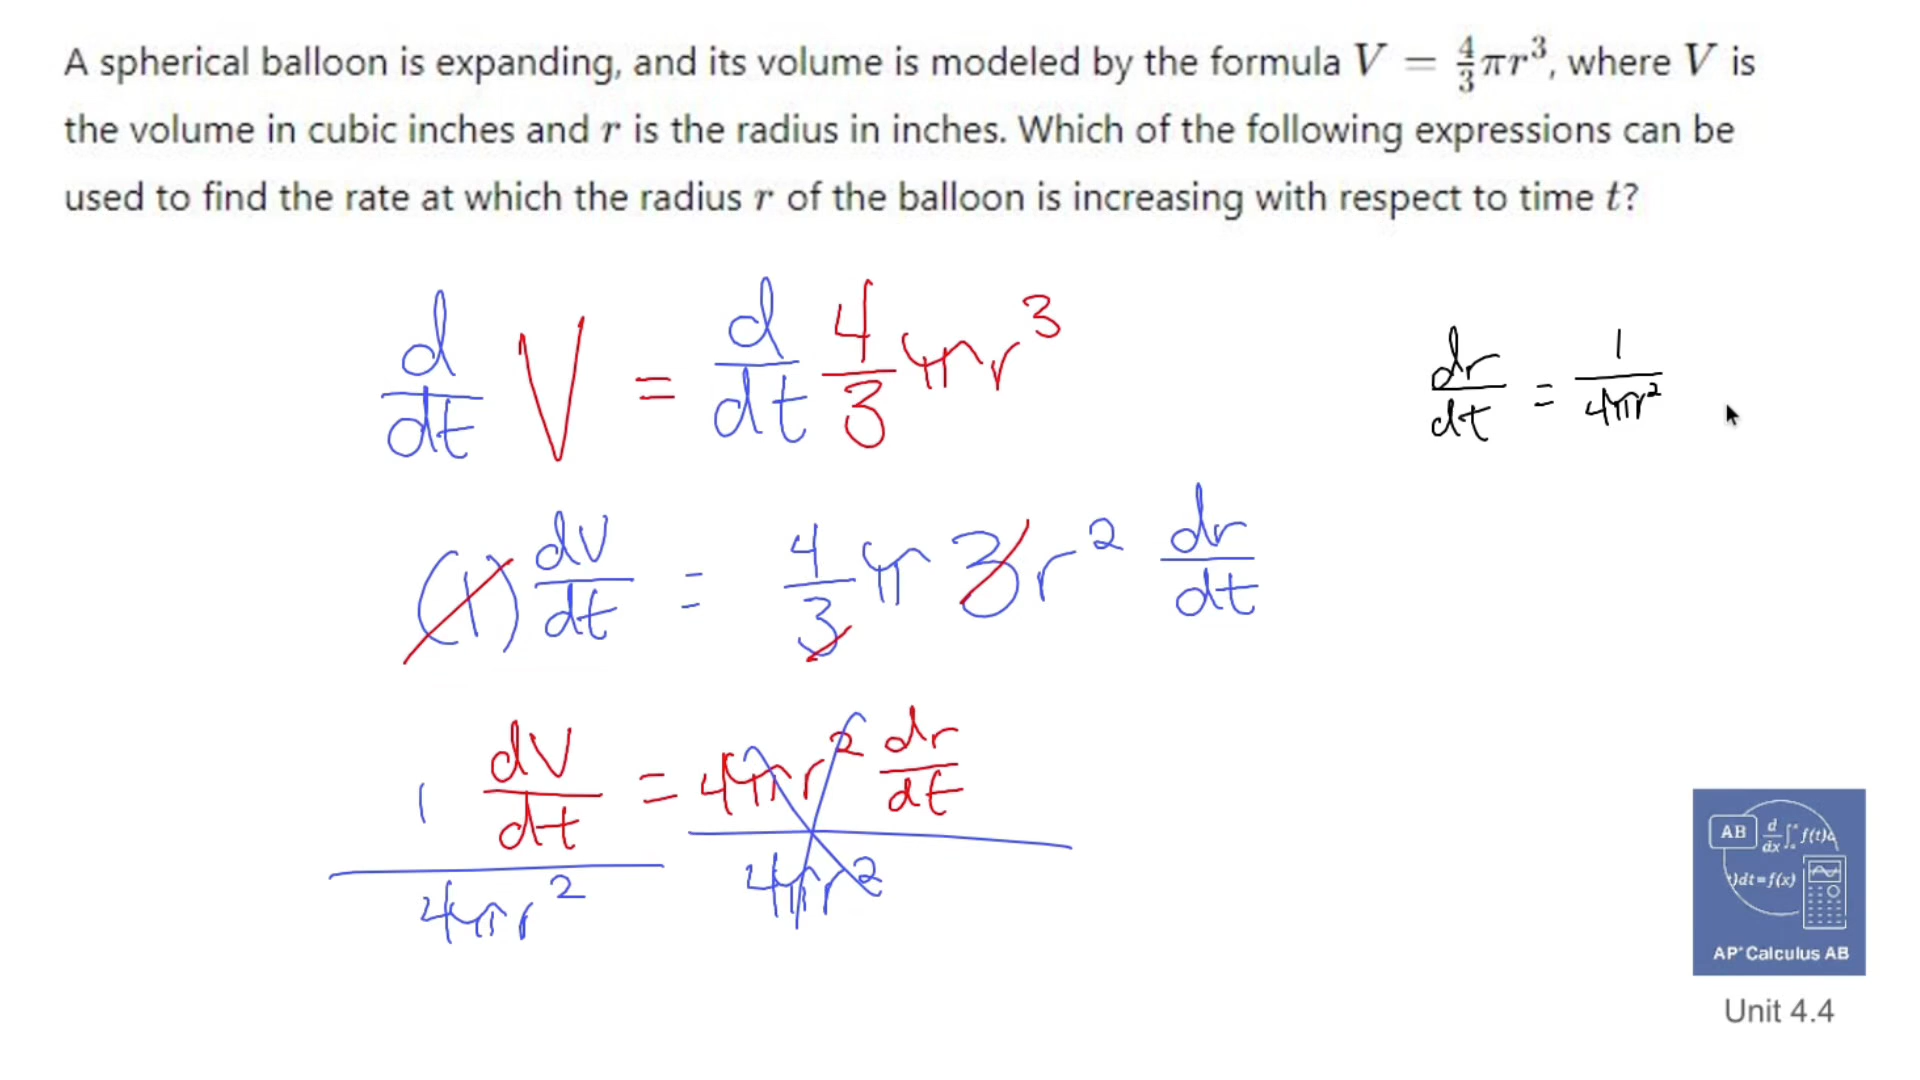 A spherical balloon is expanding, and its volume is modeled by the formula V = 4/3 πr³, where V is
the volume in cubic inches and r is the radius in inches. Which of the following expressions can be
used to find the rate at which the radius r of the balloon is increasing with respect to time t?
d/dt V = d/dt 4/3 πr³
dr/dt = 1/4πr²
(1) dV/dt = 4/3 π 3r² dr/dt
1 dV/dt = 4πr² dr/dt
4πr² 4πr²
AB d/dx ∫ f(t)d
)dt=f(x)
AP® Calculus AB
Unit 4.4